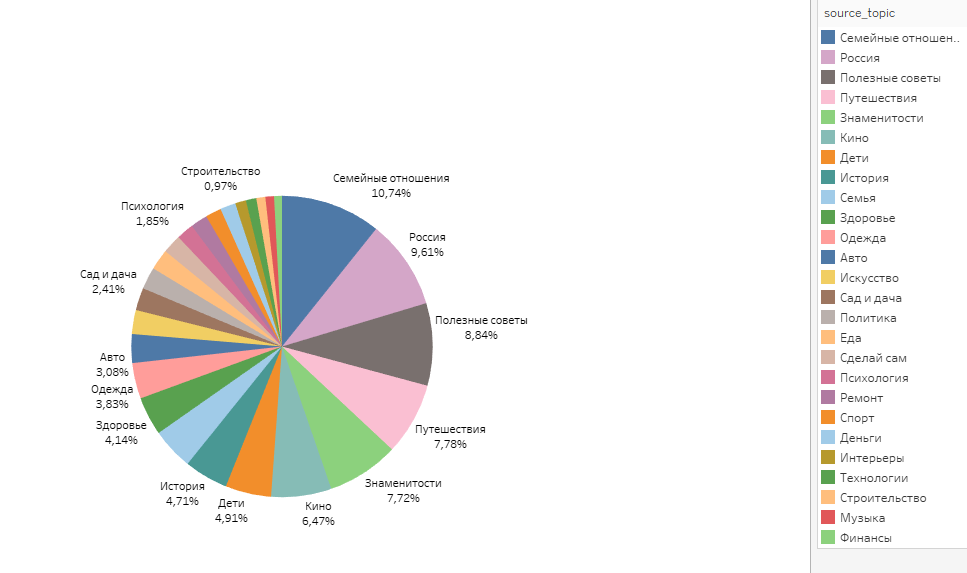 source_topic
Семейные отношен..
Россия
Полезные советы
Путешествия
Знаменитости
Кино
Дети
История
Семья
Здоровье
Одежда
Авто
Искусство
Сад и дача
Политика
Еда
Сделай сам
Психология
Ремонт
Спорт
Деньги
Интерьеры
Технологии
Строительство
Музыка
Финансы
Строительство
0,97%
Семейные отношения
10,74%
Психология
1,85%
Россия
9,61%
Сад и дача
2,41%
Полезные советы
8,84%
Авто
3,08%
Одежда
3,83%
Здоровье
4,14%
Путешествия
7,78%
История
4,71%
Дети
4,91%
Кино
6,47%
Знаменитости
7,72%